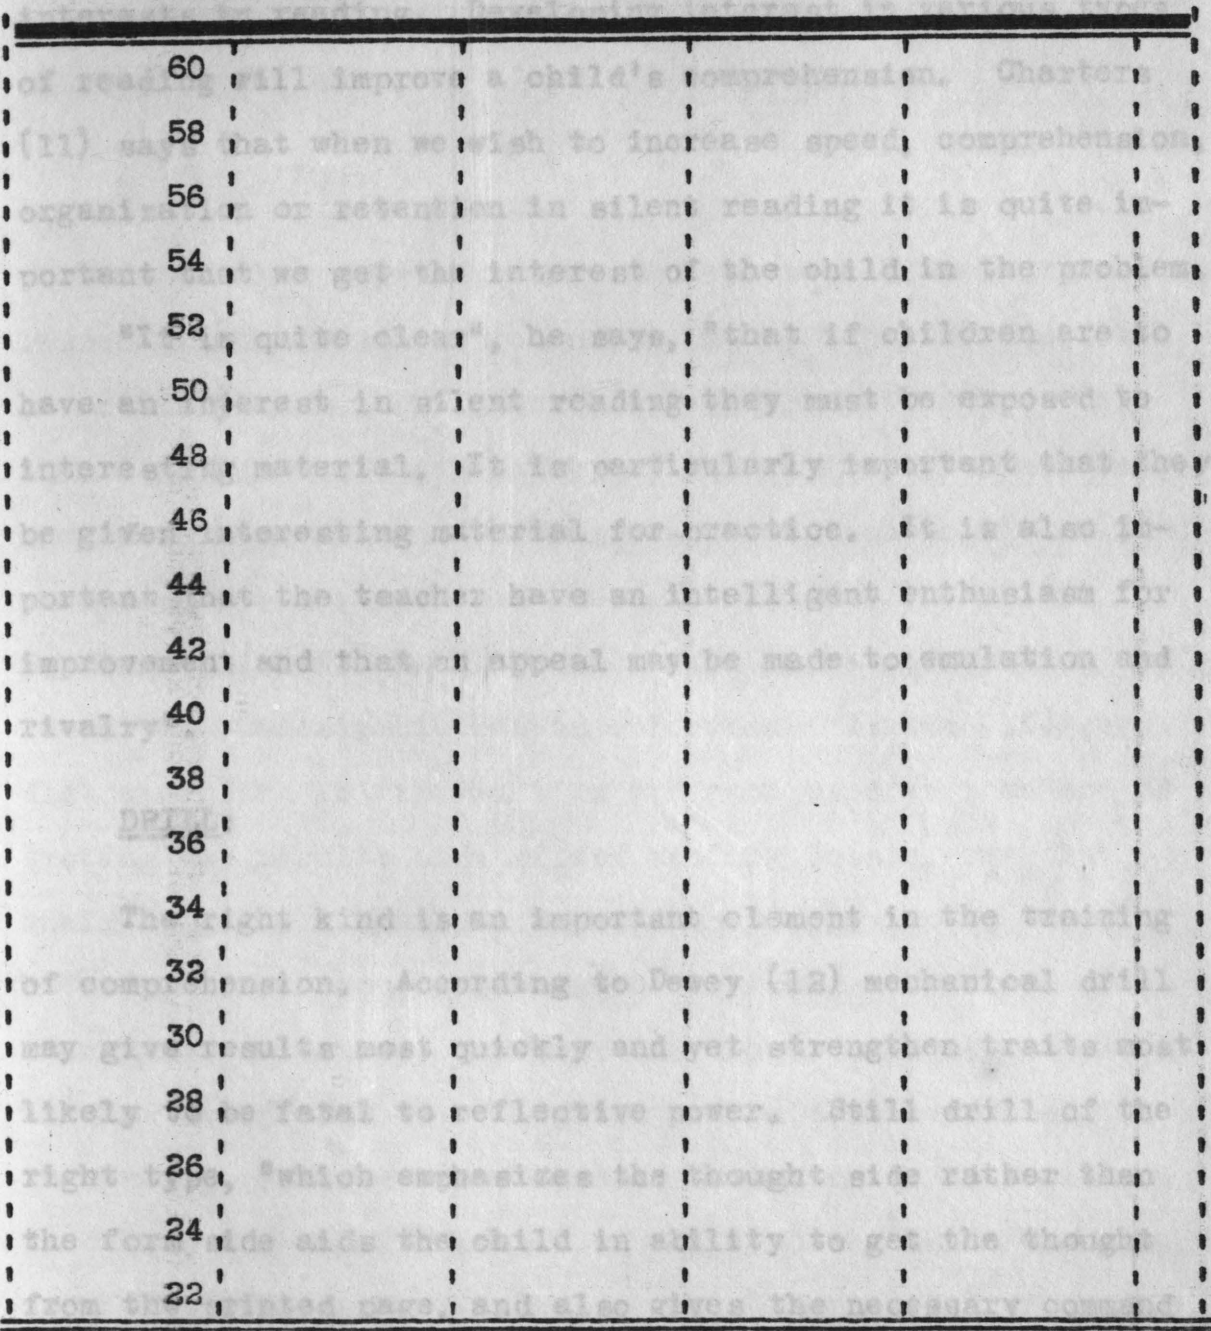 interests in reading. Developing interest in various types
60
of reading will improve a child's comprehension. Charters
58
(11) says that when we wish to increase speed, comprehension,
56
organization or retention in silent reading it is quite im-
54
portant that we get the interest of the child in the problem.
52
"It is quite clear", he says, "that if children are to
50
have an interest in silent reading they must be exposed to
48
interesting material. It is particularly important that they
46
be given interesting material for practice. It is also im-
44
portant that the teacher have an intelligent enthusiasm for
42
improvement and that an appeal may be made to emulation and
40
rivalry".
38
DRILL:
36
34
The right kind is an important element in the training
32
of comprehension. According to Dewey (12) mechanical drill
30
may give results most quickly and yet strengthen traits most
28
likely to be fatal to reflective power. Still drill of the
26
right type, "which emphasizes the thought side rather than
24
the form side aids the child in ability to get the thought
22
from the printed page, and also gives the necessary command